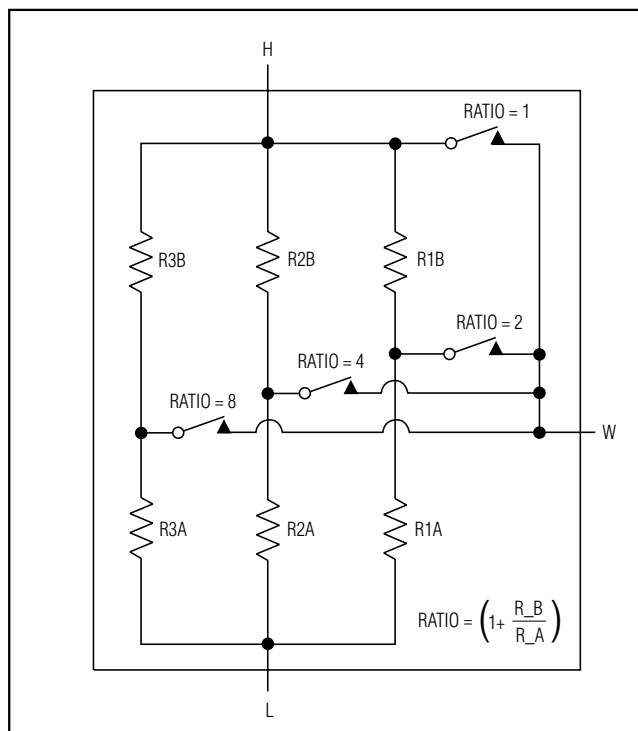 H
RATIO = 1
R3B
R2B
R1B
RATIO = 2
RATIO = 4
RATIO = 8
W
R3A
R2A
R1A
RATIO = (1+ R_B / R_A)
L